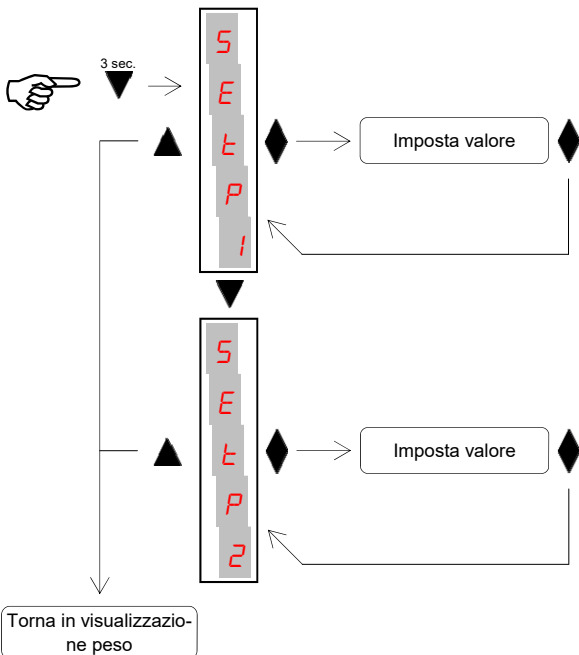 3 sec.
S
E
t
P
1
Imposta valore
S
E
t
P
2
Imposta valore
Torna in visualizzazio-
ne peso